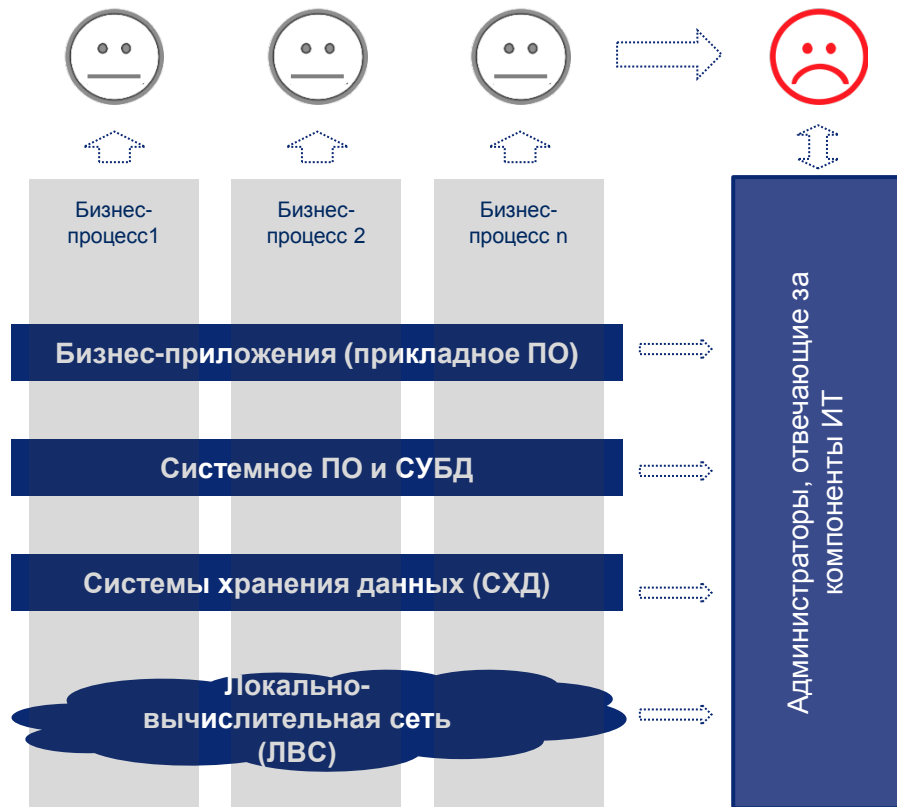 Бизнес-
процесс1
Бизнес-
процесс 2
Бизнес-
процесс n
Бизнес-приложения (прикладное ПО)
Системное ПО и СУБД
Системы хранения данных (СХД)
Локально-
вычислительная сеть
(ЛВС)
Администраторы, отвечающие за
компоненты ИТ